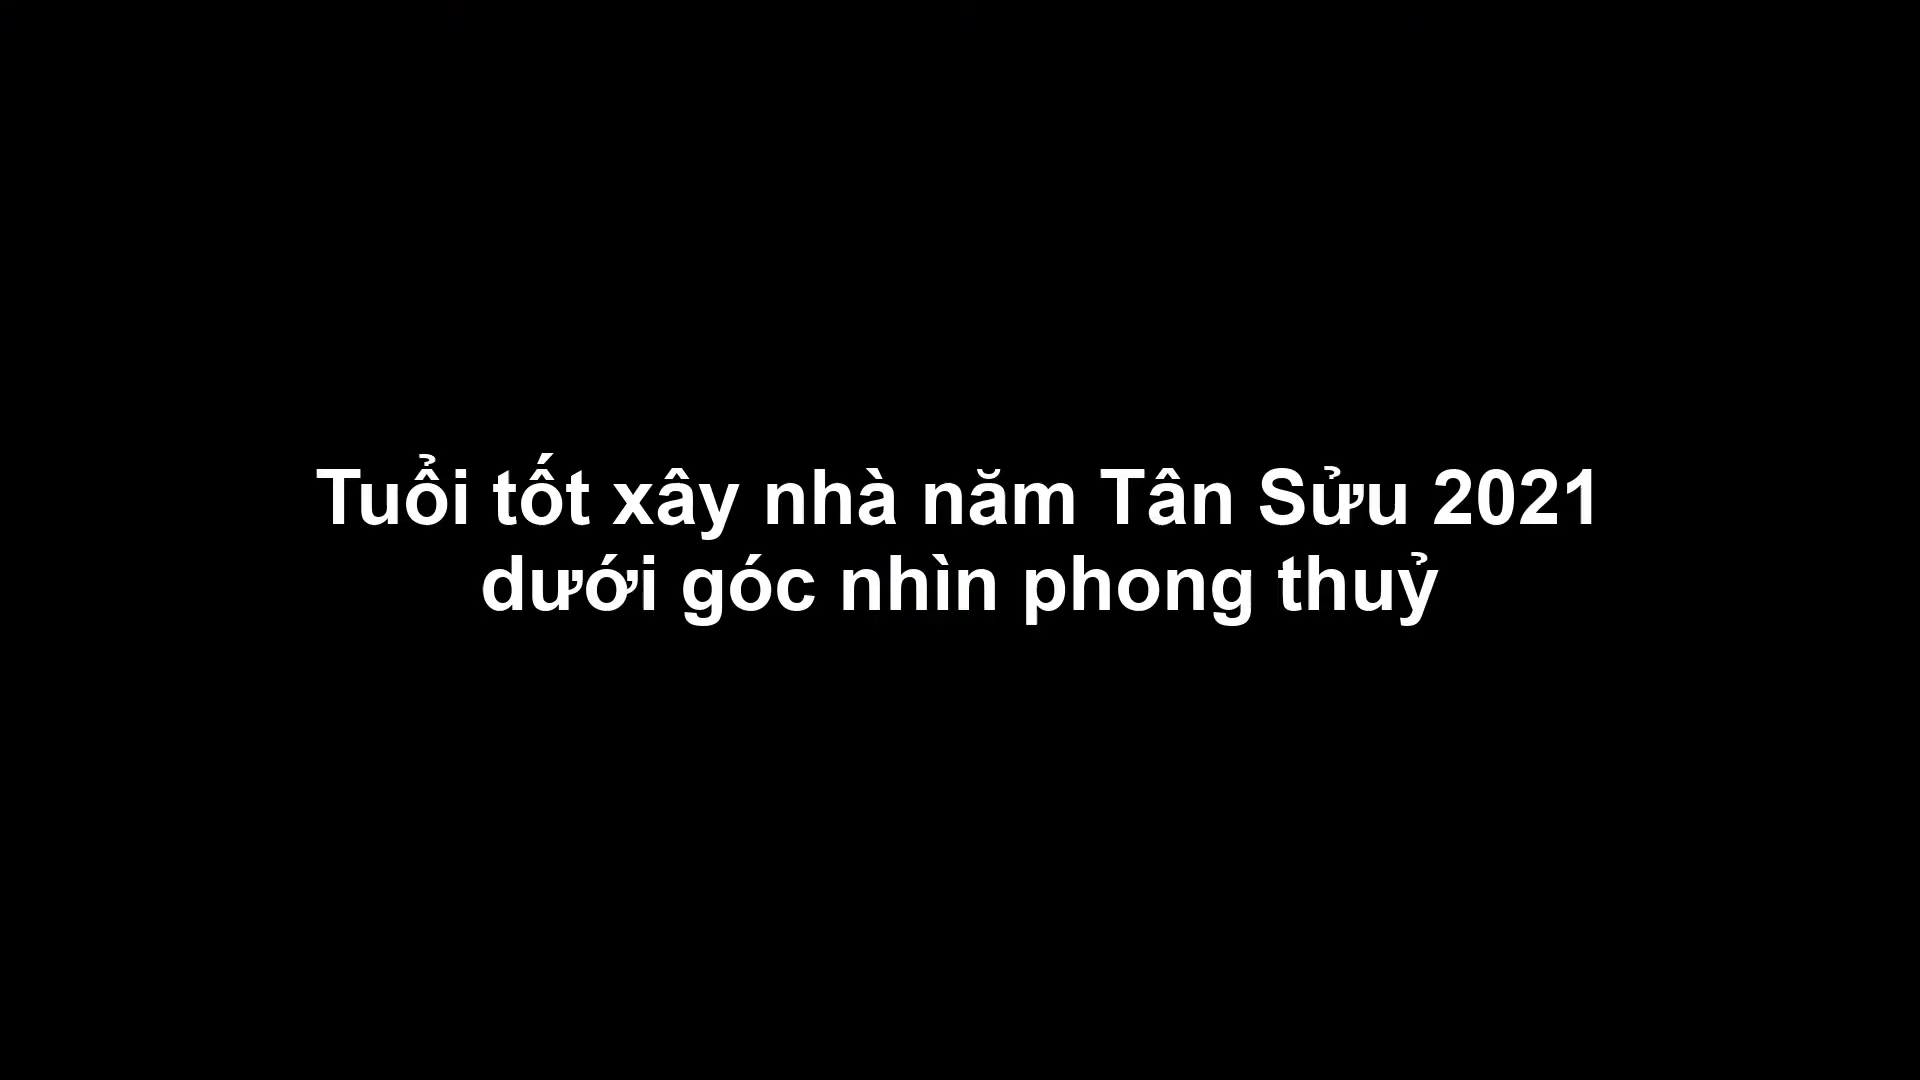 Tuổi tốt xây nhà năm Tân Sửu 2021
dưới góc nhìn phong thuỷ